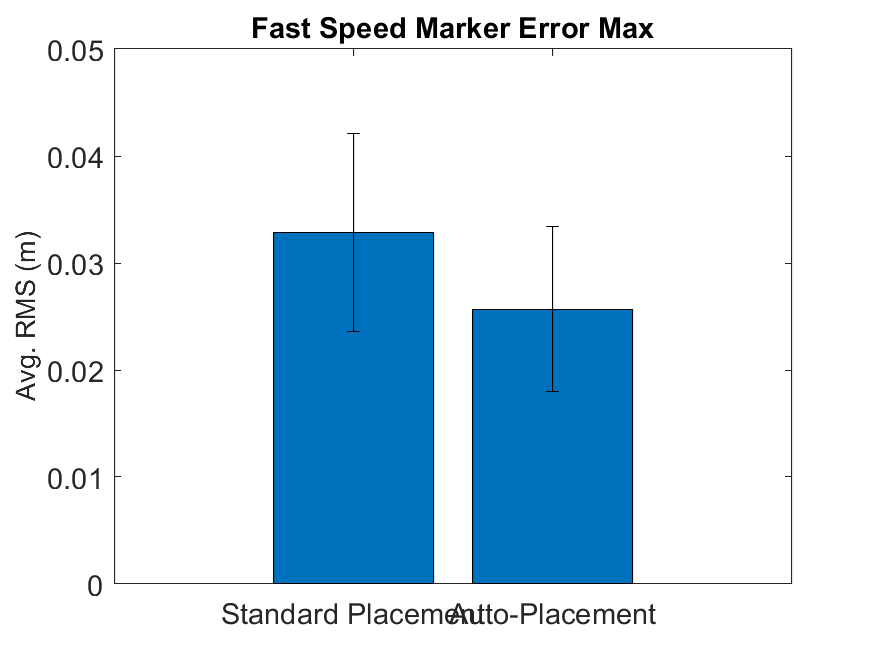 Fast Speed Marker Error Max
0.05
0.04
0.03
0.02
0.01
0
Avg. RMS (m)
Standard Placement
Auto-Placement